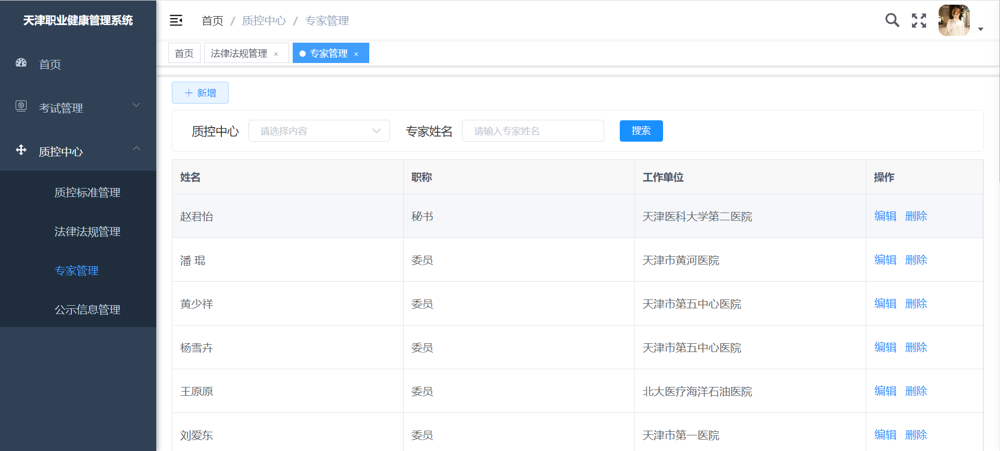 天津职业健康管理系统
首页
考试管理
质控中心
质控标准管理
法律法规管理
专家管理
公示信息管理
首页 / 质控中心 / 专家管理
首页 法律法规管理 × 专家管理 ×
+ 新增
质控中心 请选择内容 专家姓名 请输入专家姓名 搜索
姓名 职称 工作单位 操作
赵君怡 秘书 天津医科大学第二医院 编辑 删除
潘 琨 委员 天津市黄河医院 编辑 删除
黄少祥 委员 天津市第五中心医院 编辑 删除
杨雪卉 委员 天津市第五中心医院 编辑 删除
王原原 委员 北大医疗海洋石油医院 编辑 删除
刘爱东 委员 天津市第一医院 编辑 删除